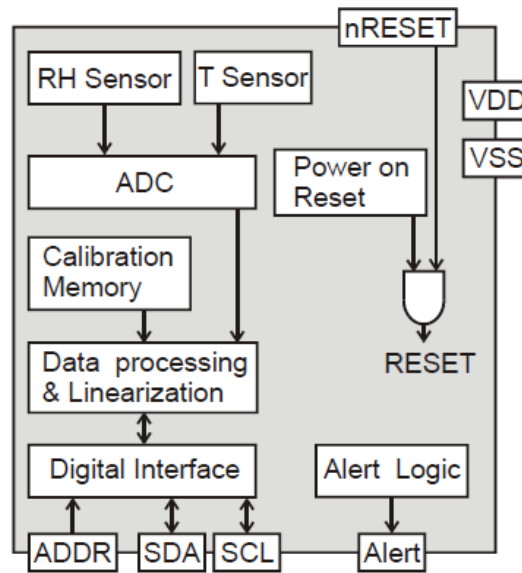 nRESET
RH Sensor
T Sensor
VDD
VSS
ADC
Power on
Reset
Calibration
Memory
Data processing
& Linearization
RESET
Digital Interface
Alert Logic
ADDR
SDA
SCL
Alert